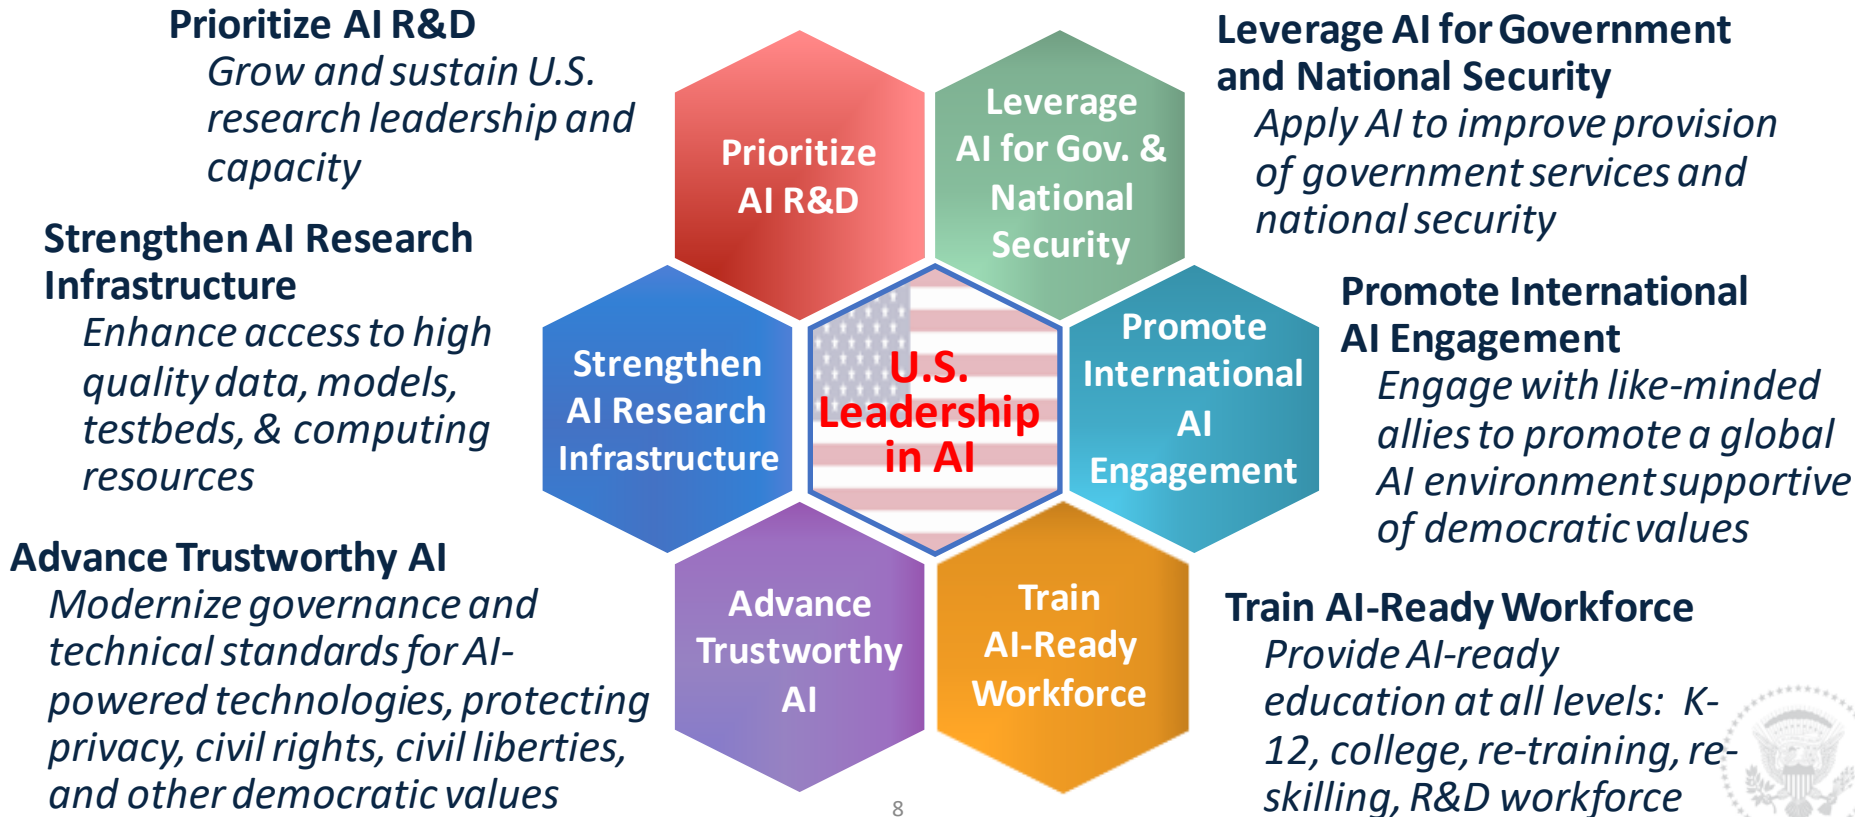 Prioritize AI R&D
Grow and sustain U.S.
research leadership and
capacity
Strengthen AI Research
Infrastructure
Enhance access to high
quality data, models,
testbeds, & computing
resources
Advance Trustworthy AI
Modernize governance and
technical standards for AI-
powered technologies, protecting
privacy, civil rights, civil liberties,
and other democratic values
Prioritize
AI R&D
Leverage
AI for Gov. &
National
Security
Strengthen
AI Research
Infrastructure
U.S.
Leadership
in AI
Promote
International
AI
Engagement
Advance
Trustworthy
AI
Train
AI-Ready
Workforce
Leverage AI for Government
and National Security
Apply AI to improve provision
of government services and
national security
Promote International
AI Engagement
Engage with like-minded
allies to promote a global
AI environment supportive
of democratic values
Train AI-Ready Workforce
Provide AI-ready
education at all levels: K-
12, college, re-training, re-
skilling, R&D workforce
8